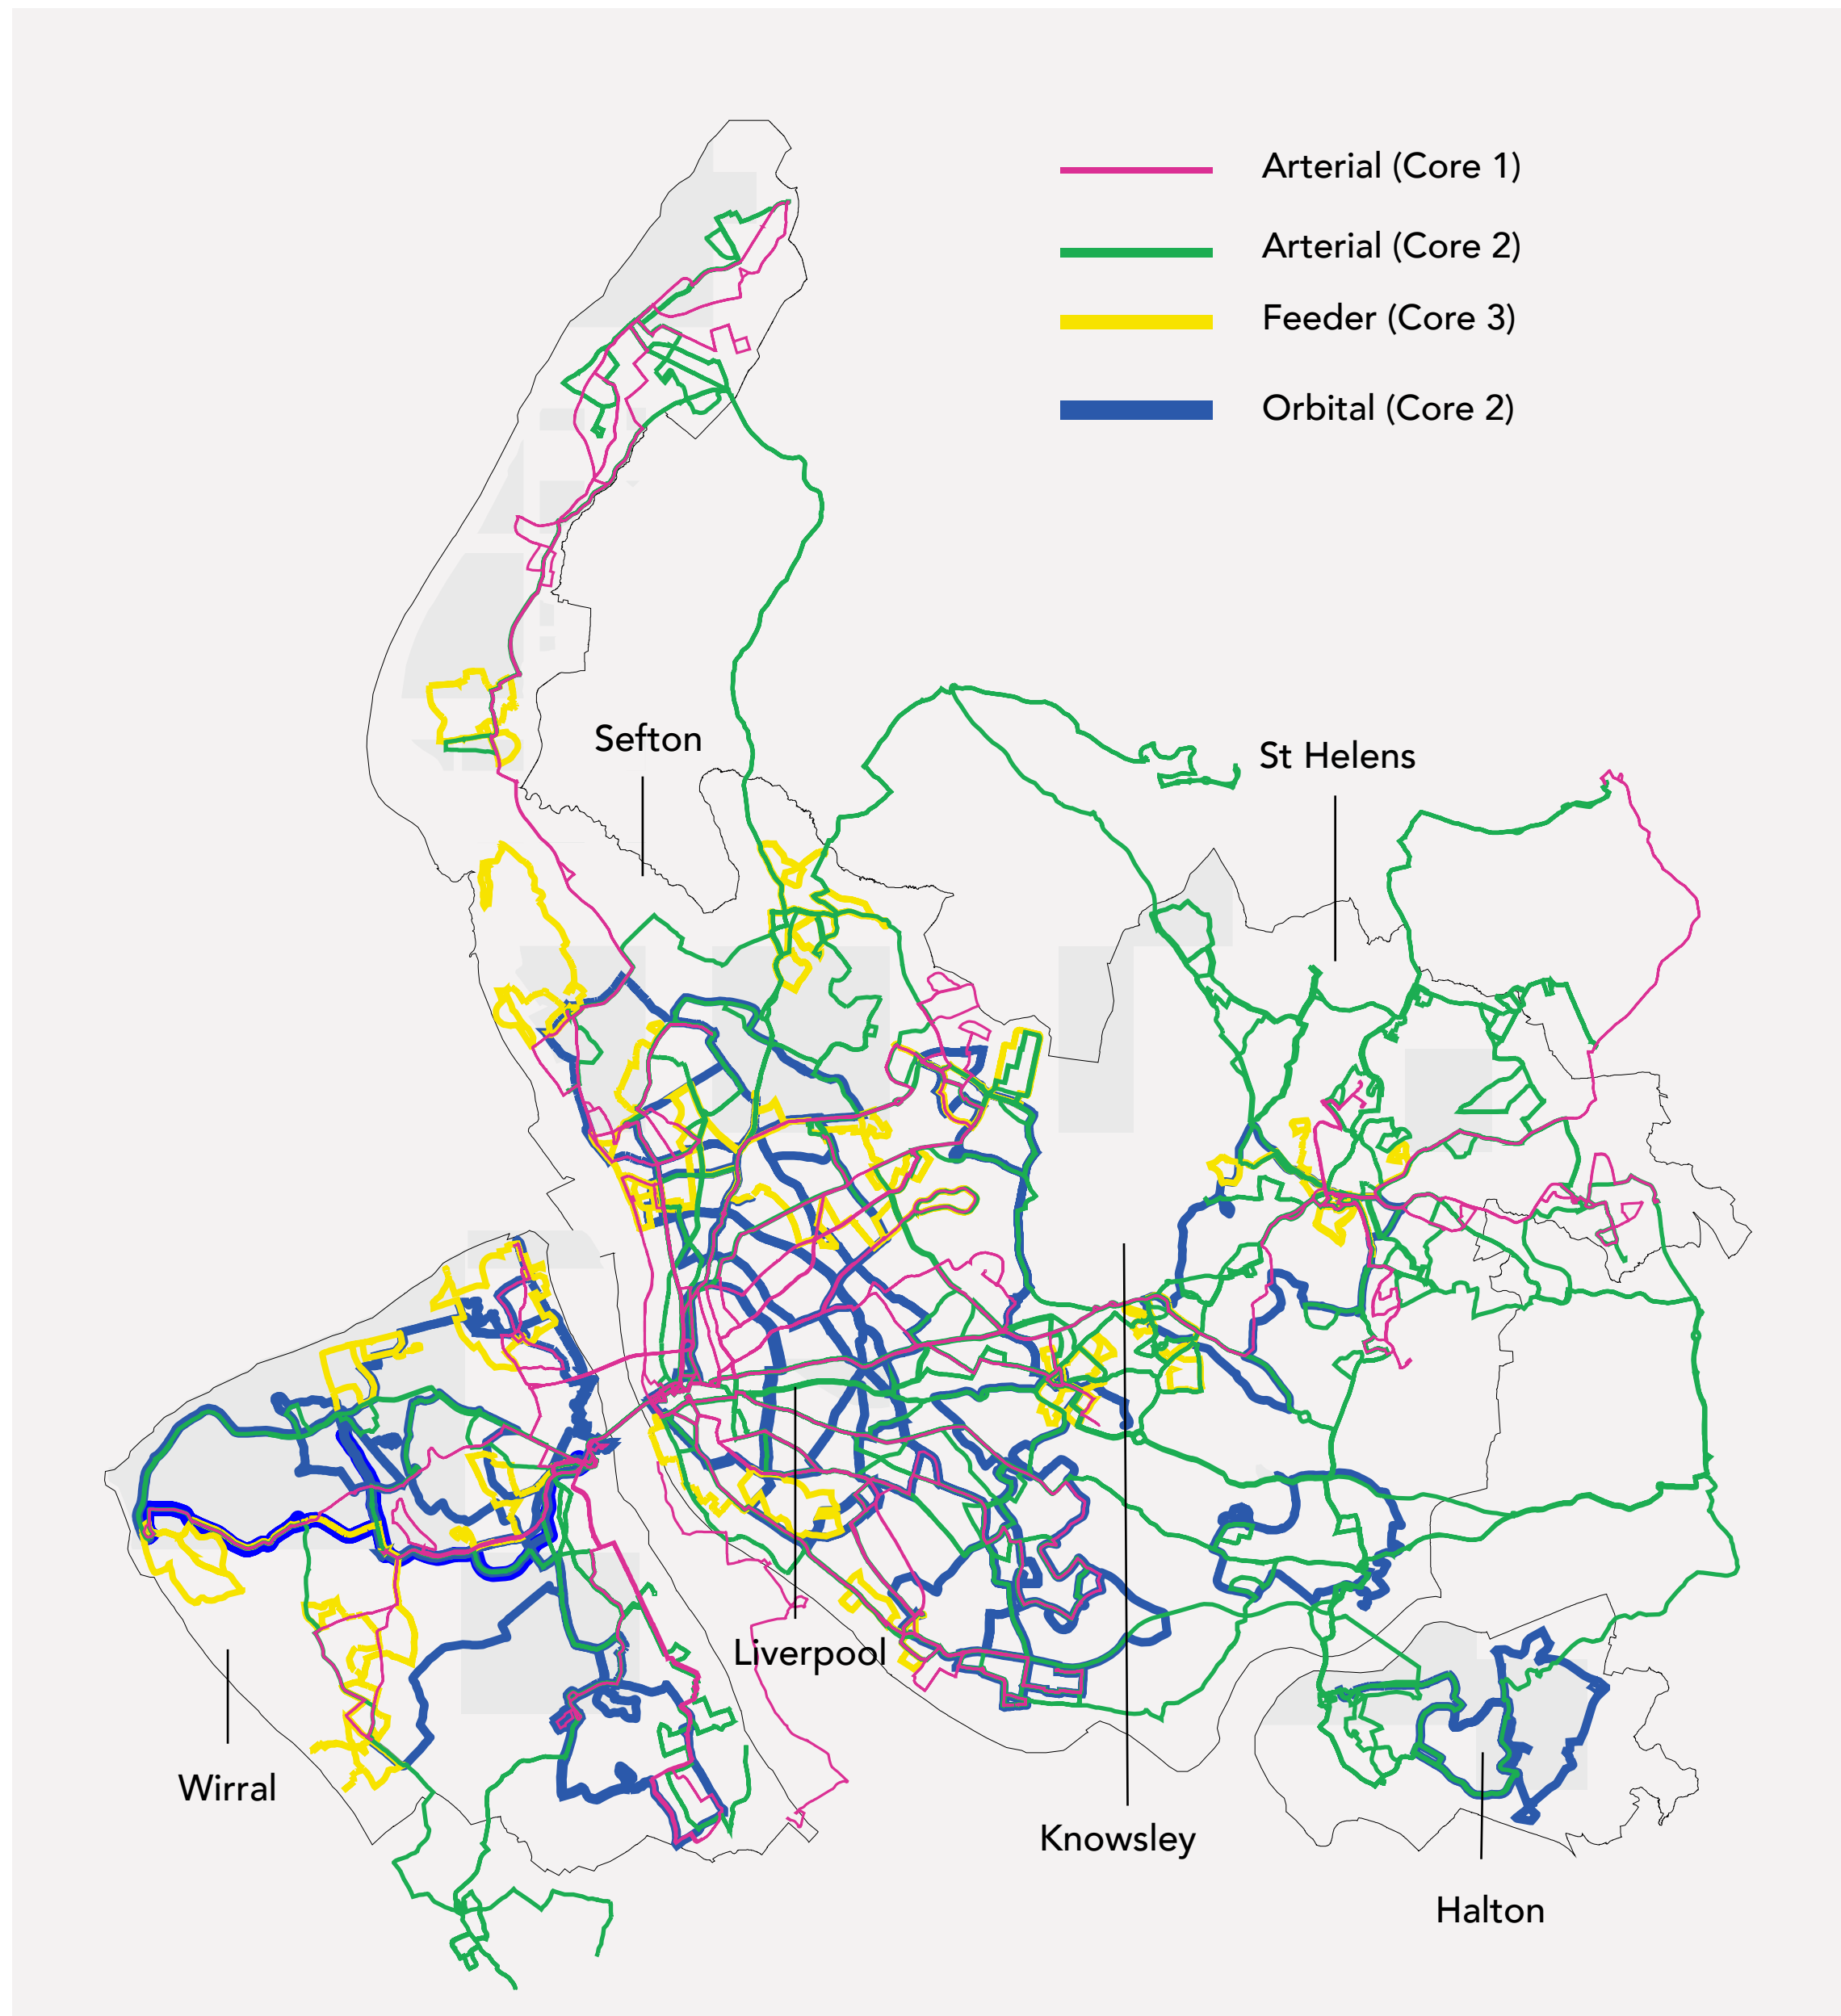 Arterial (Core 1)
Arterial (Core 2)
Feeder (Core 3)
Orbital (Core 2)
Sefton
St Helens
Liverpool
Wirral
Knowsley
Halton